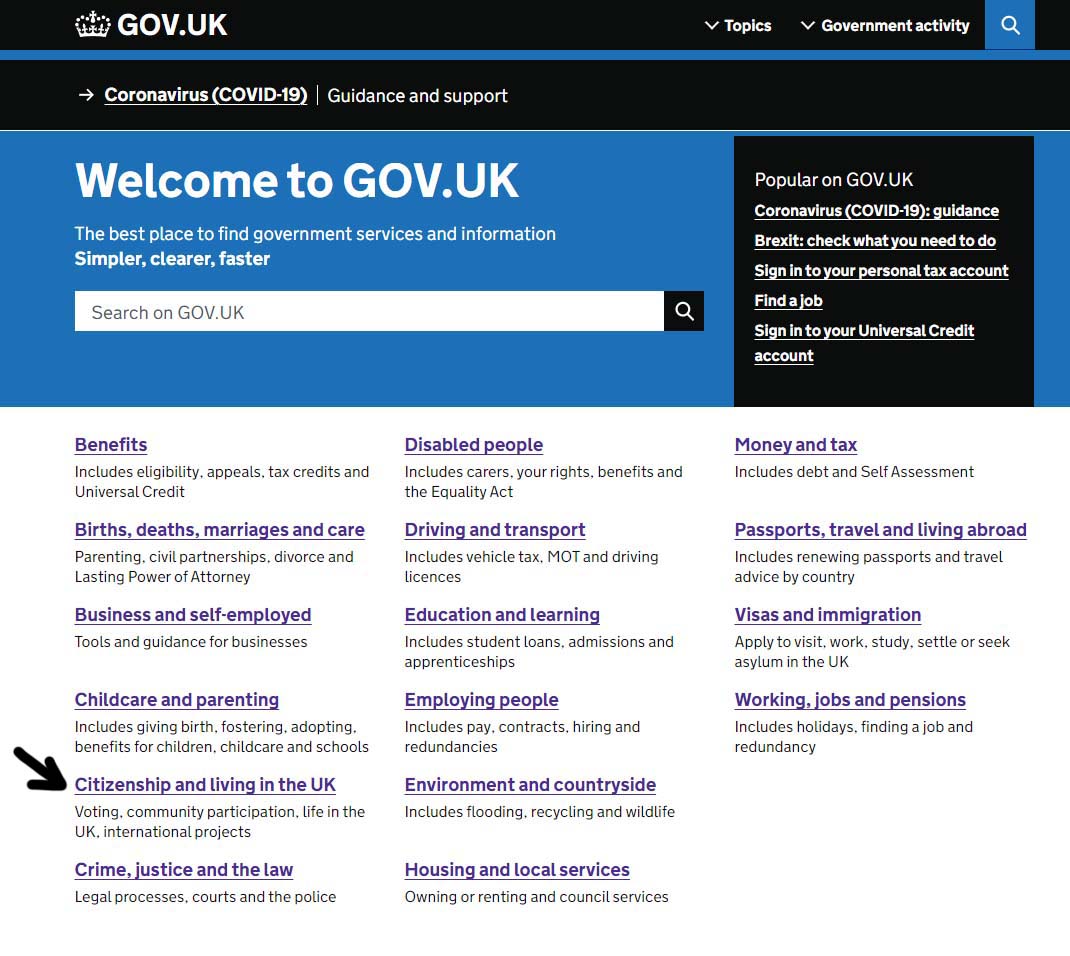 GOV.UK
Topics
Government activity
Coronavirus (COVID-19) | Guidance and support
Welcome to GOV.UK
The best place to find government services and information
Simpler, clearer, faster
Search on GOV.UK
Popular on GOV.UK
Coronavirus (COVID-19): guidance
Brexit: check what you need to do
Sign in to your personal tax account
Find a job
Sign in to your Universal Credit
account
Benefits
Includes eligibility, appeals, tax credits and
Universal Credit
Births, deaths, marriages and care
Parenting, civil partnerships, divorce and
Lasting Power of Attorney
Business and self-employed
Tools and guidance for businesses
Childcare and parenting
Includes giving birth, fostering, adopting,
benefits for children, childcare and schools
Citizenship and living in the UK
Voting, community participation, life in the
UK, international projects
Crime, justice and the law
Legal processes, courts and the police
Disabled people
Includes carers, your rights, benefits and
the Equality Act
Driving and transport
Includes vehicle tax, MOT and driving
licences
Education and learning
Includes student loans, admissions and
apprenticeships
Employing people
Includes pay, contracts, hiring and
redundancies
Environment and countryside
Includes flooding, recycling and wildlife
Housing and local services
Owning or renting and council services
Money and tax
Includes debt and Self Assessment
Passports, travel and living abroad
Includes renewing passports and travel
advice by country
Visas and immigration
Apply to visit, work, study, settle or seek
asylum in the UK
Working, jobs and pensions
Includes holidays, finding a job and
redundancy